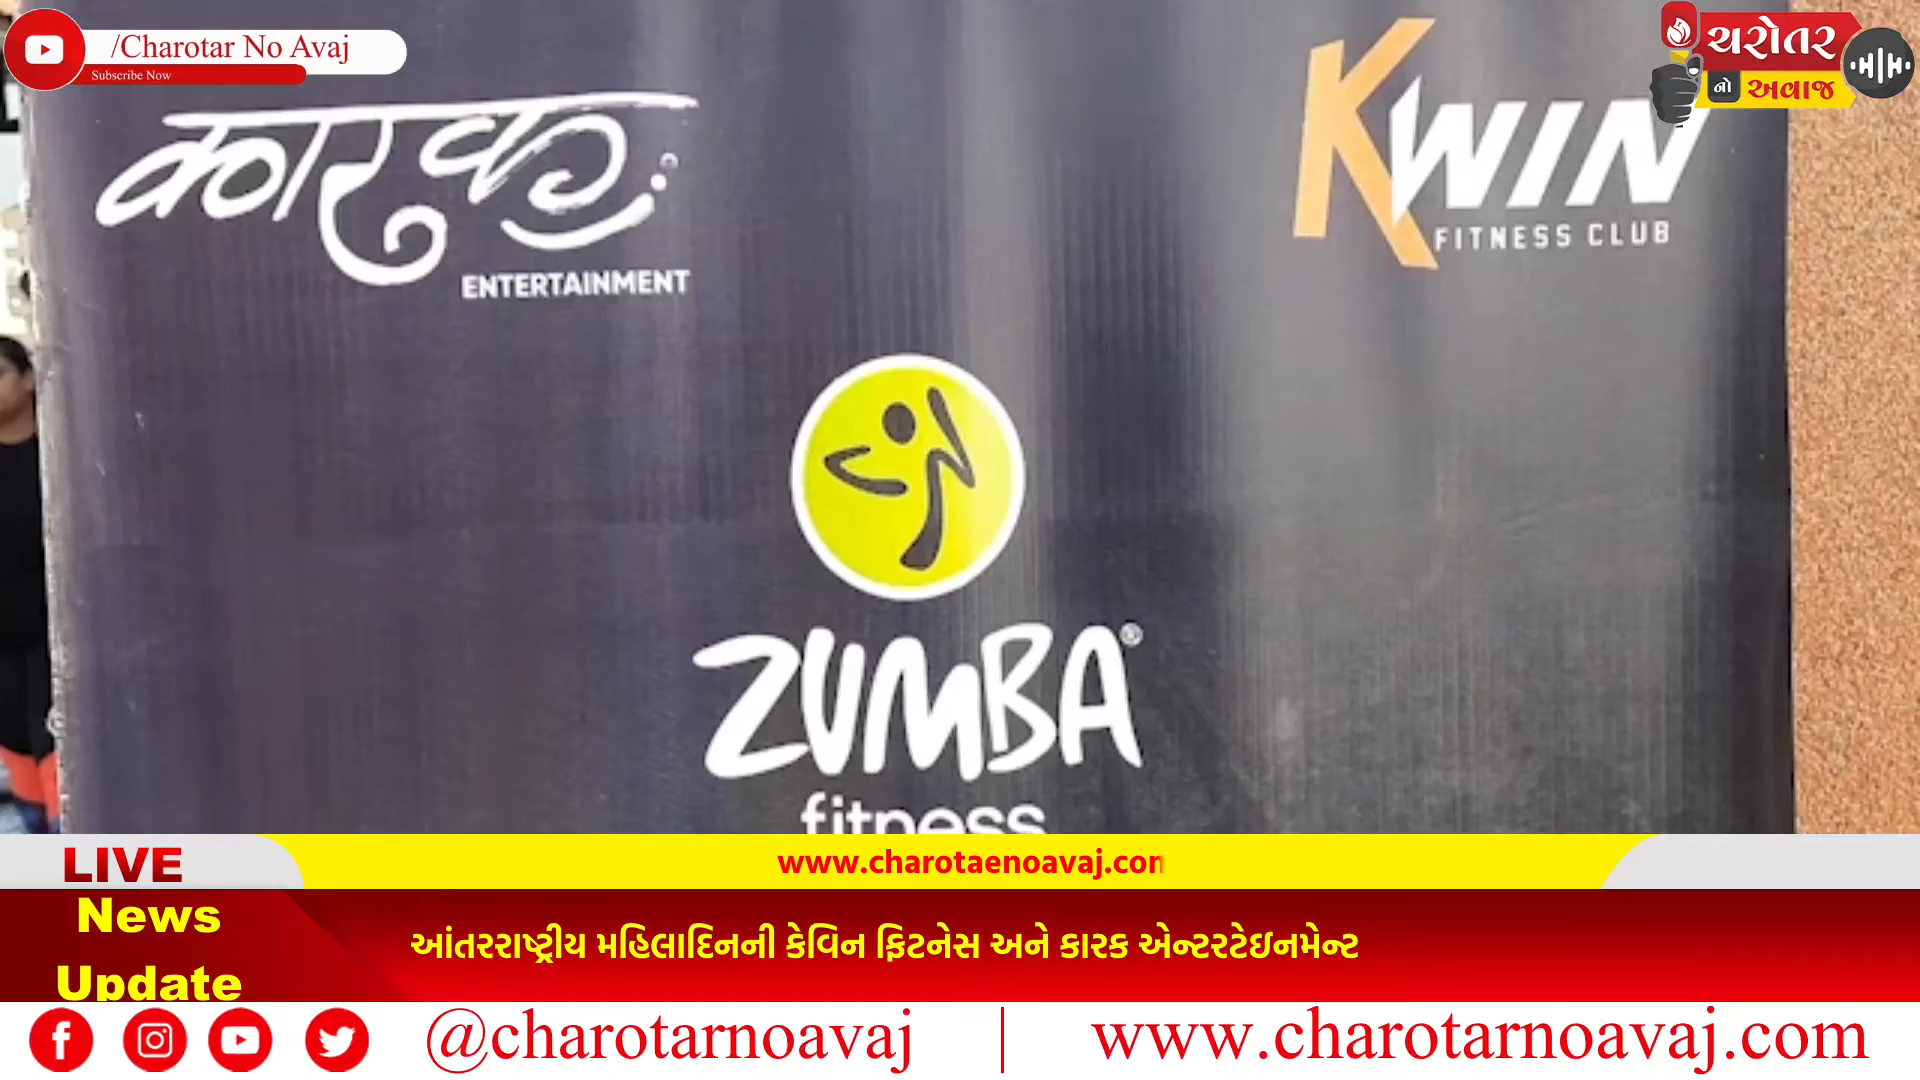 /Charotar No Avaj
Subscribe Now
ચરોતર
નો અવાજ
कारक
ENTERTAINMENT
KWIN
FITNESS CLUB
ZUMBA®
fitness
LIVE
www.charotaenoavaj.com
News
Update
આંતરરાષ્ટ્રીય મહિલાદિનની કેવિન ફિટનેસ અને કારક એન્ટરટેઇનમેન્ટ
@charotarnoavaj | www.charotarnoavaj.com